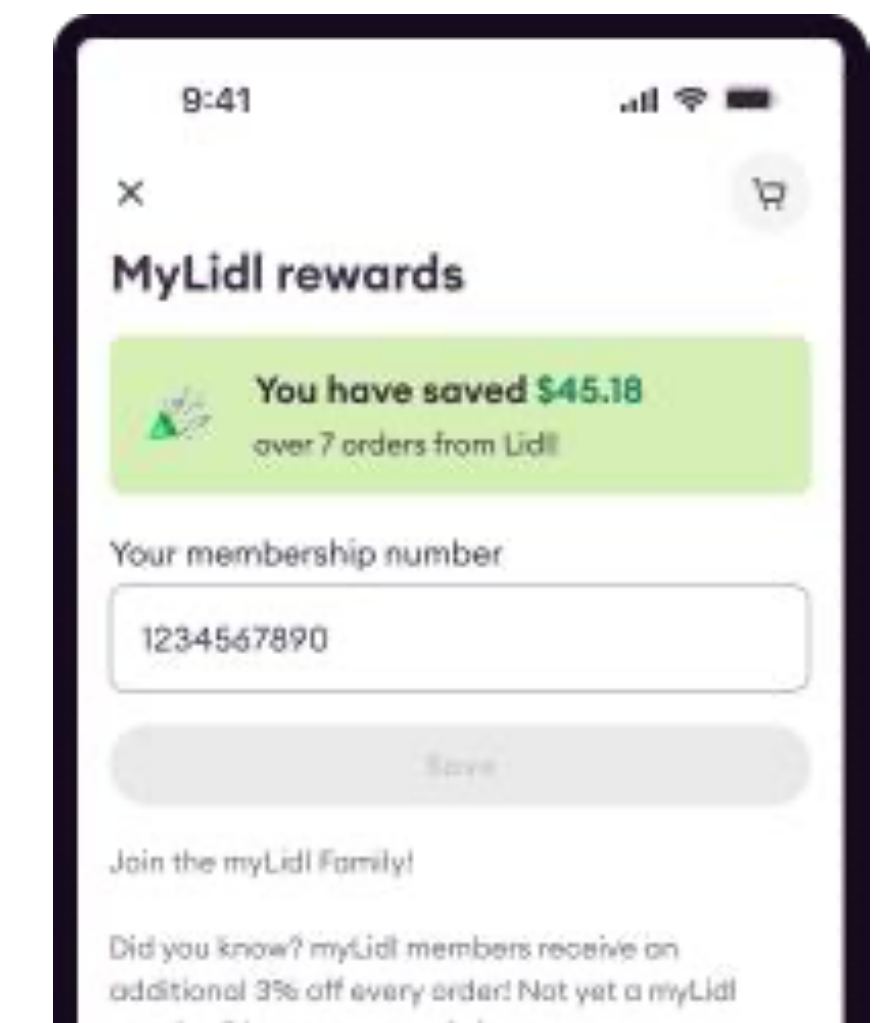 9:41
MyLidl rewards
You have saved $45.18
over 7 orders from Lidl
Your membership number
1234567890
Save
Join the myLidl Family!
Did you know? myLidl members receive an
additional 3% off every order! Not yet a myLidl